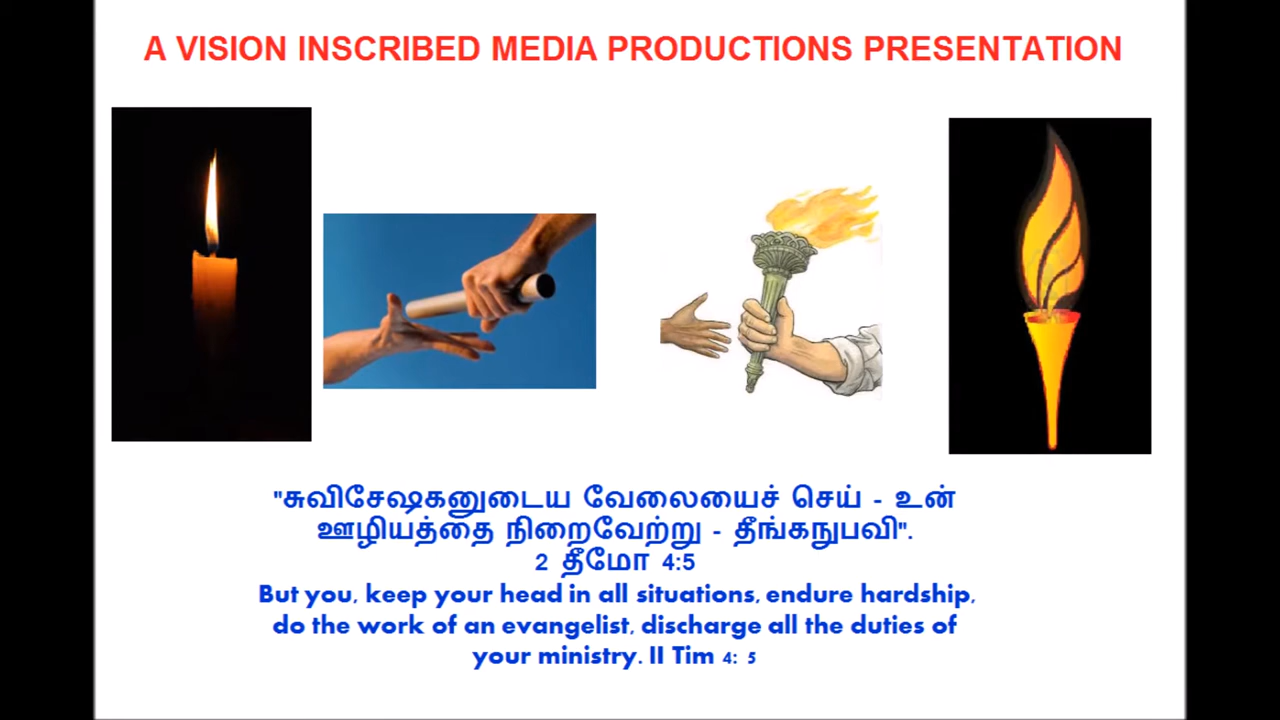 A VISION INSCRIBED MEDIA PRODUCTIONS PRESENTATION
"சுவிசேஷகனுடைய வேலையைச் செய் - உன்
ஊழியத்தை நிறைவேற்று - தீங்கநுபவி".
2 தீமோ 4:5
But you, keep your head in all situations, endure hardship,
do the work of an evangelist, discharge all the duties of
your ministry. II Tim 4: 5